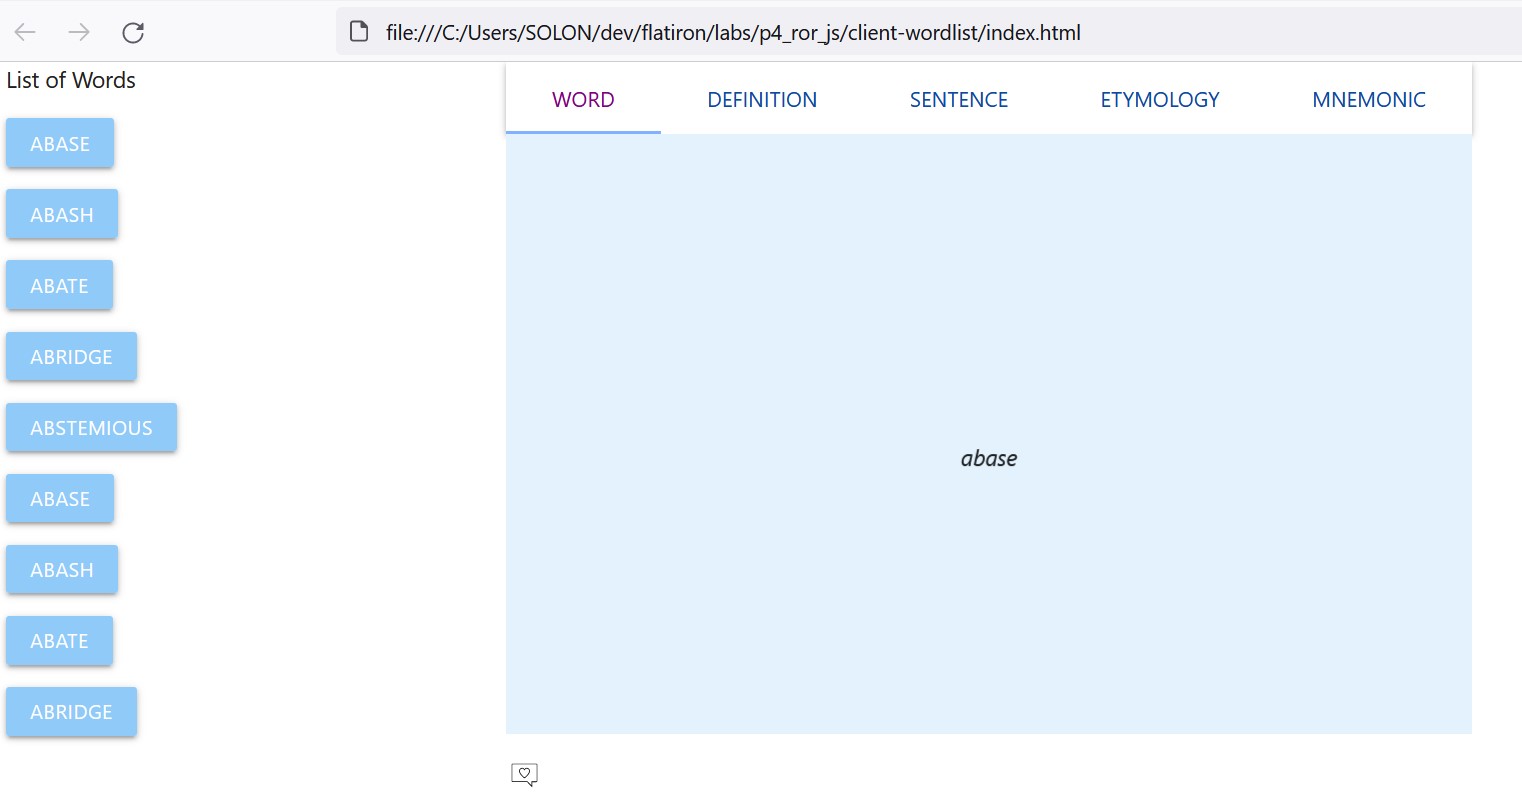 file:///C:/Users/SOLON/dev/flatiron/labs/p4_ror_js/client-wordlist/index.html
List of Words
WORD DEFINITION SENTENCE ETYMOLOGY MNEMONIC
ABASE
ABASH
ABATE
ABRIDGE
ABSTEMIOUS
ABASE
ABASH
ABATE
ABRIDGE
abase